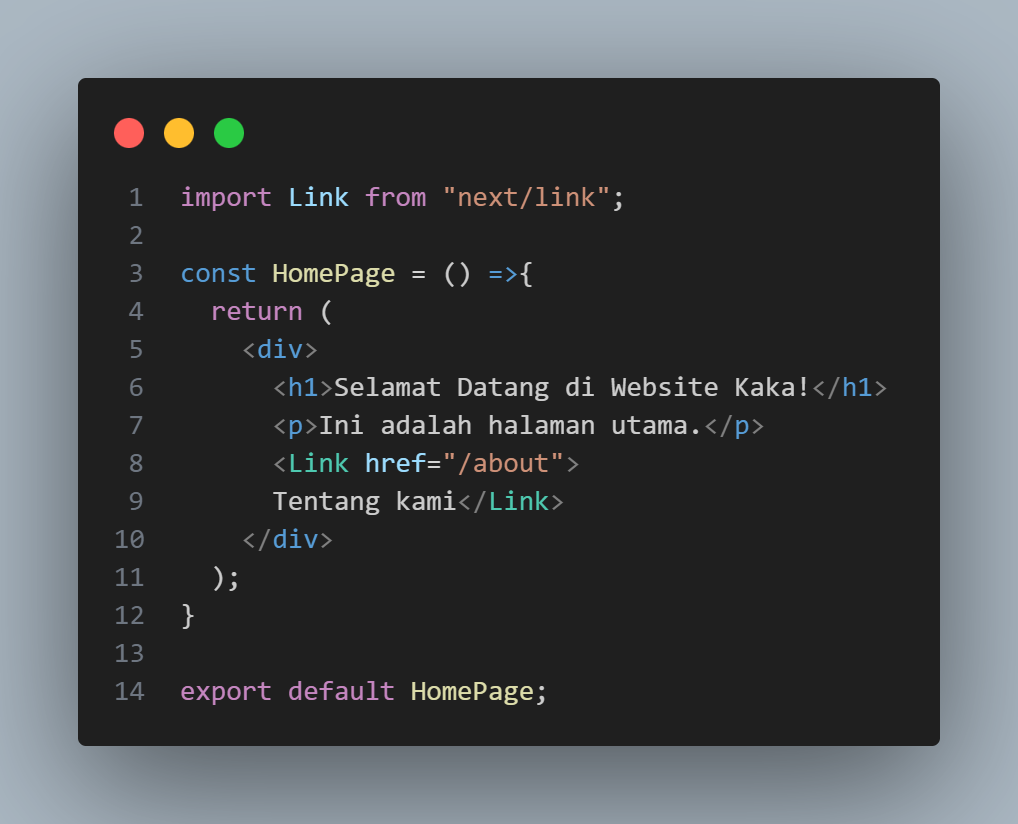 1 import Link from "next/link";
2
3 const HomePage = () =>{
4   return (
5     <div>
6       <h1>Selamat Datang di Website Kaka!</h1>
7       <p>Ini adalah halaman utama.</p>
8       <Link href="/about">
9       Tentang kami</Link>
10     </div>
11   );
12 }
13
14 export default HomePage;